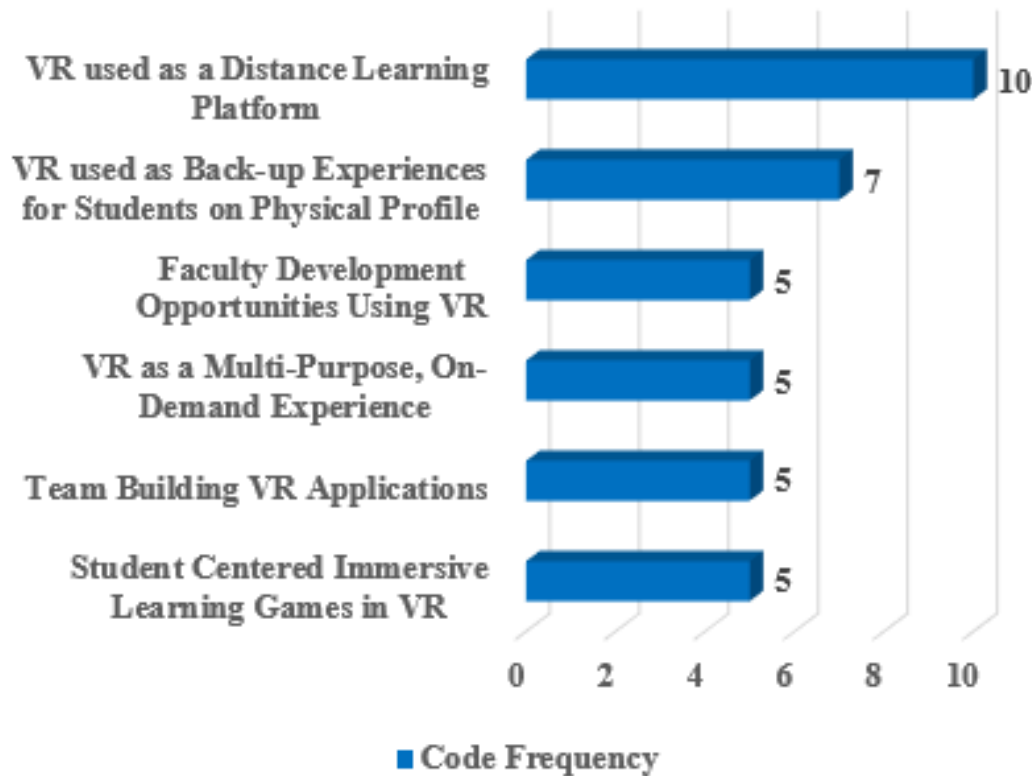 VR used as a Distance Learning
Platform
10
VR used as Back-up Experiences
for Students on Physical Profile
7
Faculty Development
Opportunities Using VR
5
VR as a Multi-Purpose, On-
Demand Experience
5
Team Building VR Applications
5
Student Centered Immersive
Learning Games in VR
5
0 2 4 6 8 10
Code Frequency